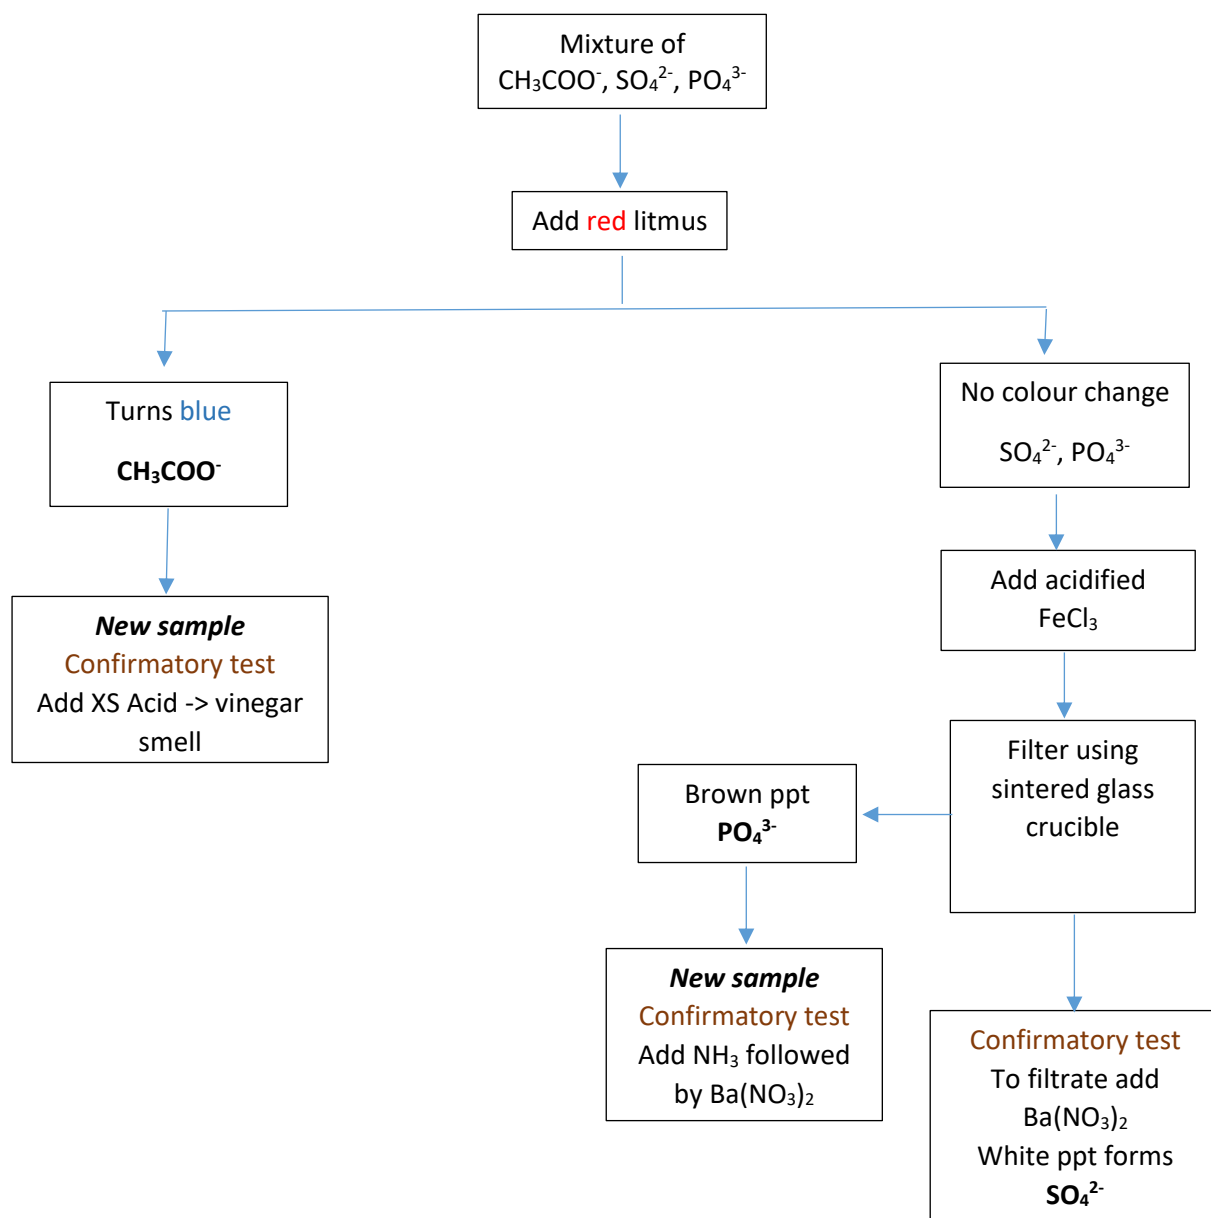 Mixture of
CH₃COO⁻, SO₄²⁻, PO₄³⁻
Add red litmus
Turns blue
CH₃COO⁻
No colour change
SO₄²⁻, PO₄³⁻
New sample
Confirmatory test
Add XS Acid -> vinegar
smell
Add acidified
FeCl₃
Filter using
sintered glass
crucible
Brown ppt
PO₄³⁻
New sample
Confirmatory test
Add NH₃ followed
by Ba(NO₃)₂
Confirmatory test
To filtrate add
Ba(NO₃)₂
White ppt forms
SO₄²⁻